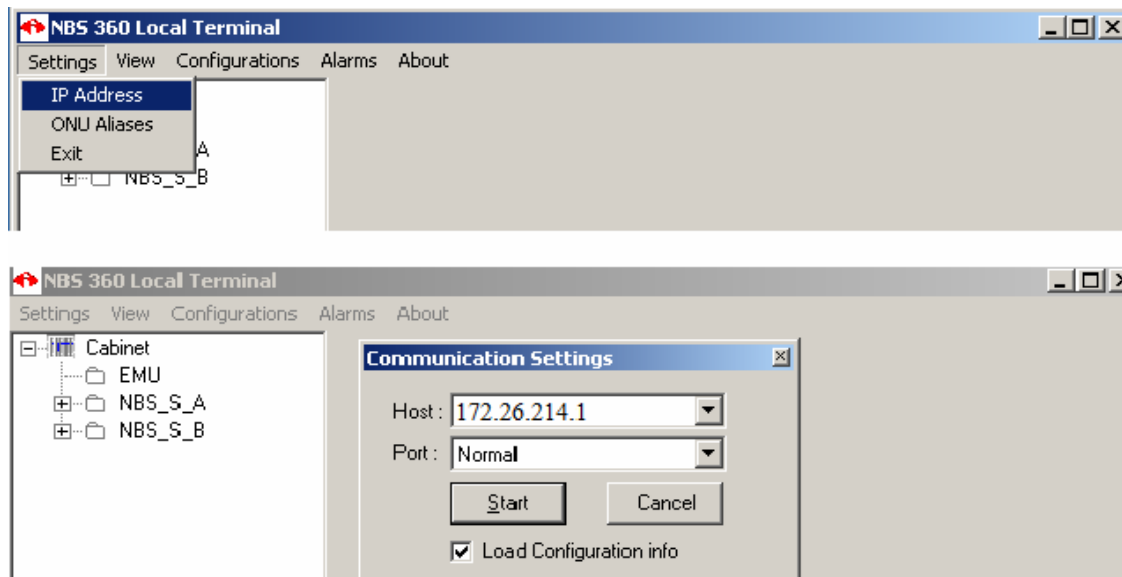 NBS 360 Local Terminal
Settings View Configurations Alarms About
IP Address
ONU Aliases
Exit
A
NBS_S_B
NBS 360 Local Terminal
Settings View Configurations Alarms About
Cabinet
EMU
NBS_S_A
NBS_S_B
Communication Settings
Host : 172.26.214.1
Port : Normal
Start Cancel
Load Configuration info